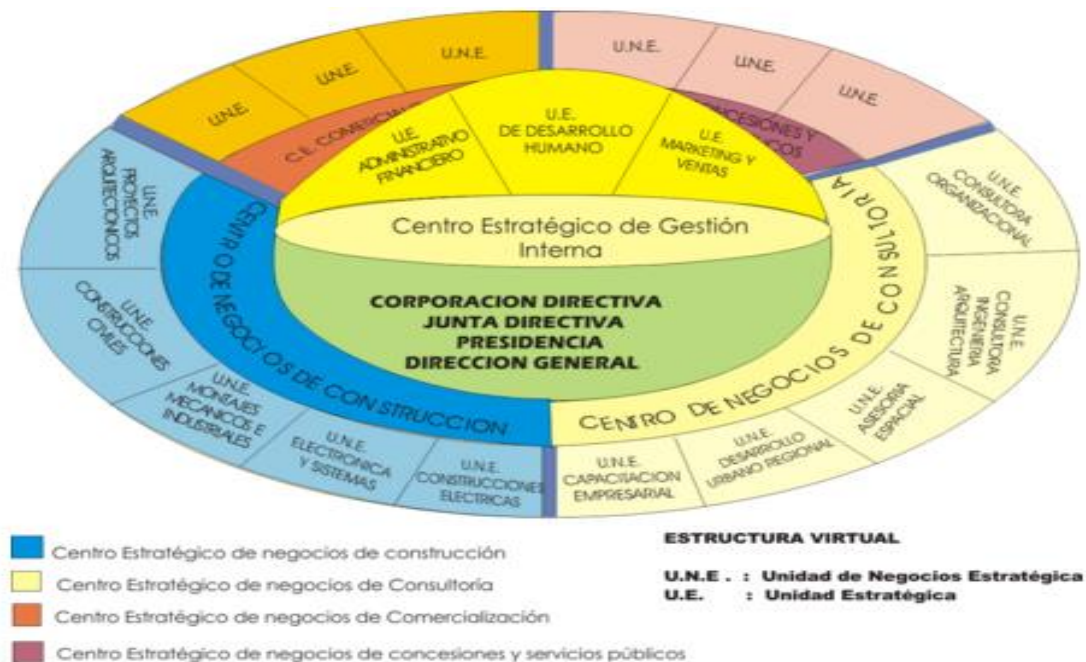 U.N.E.
U.N.E.
U.N.E.
U.N.E.
U.N.E.
U.N.E.
C.E. COMERCIAL
CONCESIONES Y
U.E.
ADMINISTRATIVO
FINANCIERO
U.E.
DE DESARROLLO
HUMANO
U.E.
MARKETING Y
VENTAS
Centro Estratégico de Gestión
Interna
CORPORACION DIRECTIVA
JUNTA DIRECTIVA
PRESIDENCIA
DIRECCION GENERAL
CENTRO DE NEGOCIOS DE CONSTRUCCION
CENTRO DE NEGOCIOS DE CONSULTORÍA
U.N.E.
PROYECTOS
ARQUITECTONICOS
U.N.E.
CONSTRUCCIONES
CIVILES
U.N.E.
MONTAJES
MECANICOS E
INDUSTRIALES
U.N.E.
ELECTRONICA
Y SISTEMAS
U.N.E.
CONSTRUCCIONES
ELECTRICAS
U.N.E.
CAPACITACION
EMPRESARIAL
U.N.E.
DESARROLLO
URBANO REGIONAL
U.N.E.
ASESORIA
ESPACIAL
U.N.E.
CONSULTORA
INGENIERIA
ARQUITECTURA
U.N.E.
CONSULTORA
ORGANIZACIONAL
Centro Estratégico de negocios de construcción
Centro Estratégico de negocios de Consultoría
Centro Estratégico de negocios de Comercialización
Centro Estratégico de negocios de concesiones y servicios públicos
ESTRUCTURA VIRTUAL
U.N.E. : Unidad de Negocios Estratégica
U.E. : Unidad Estratégica